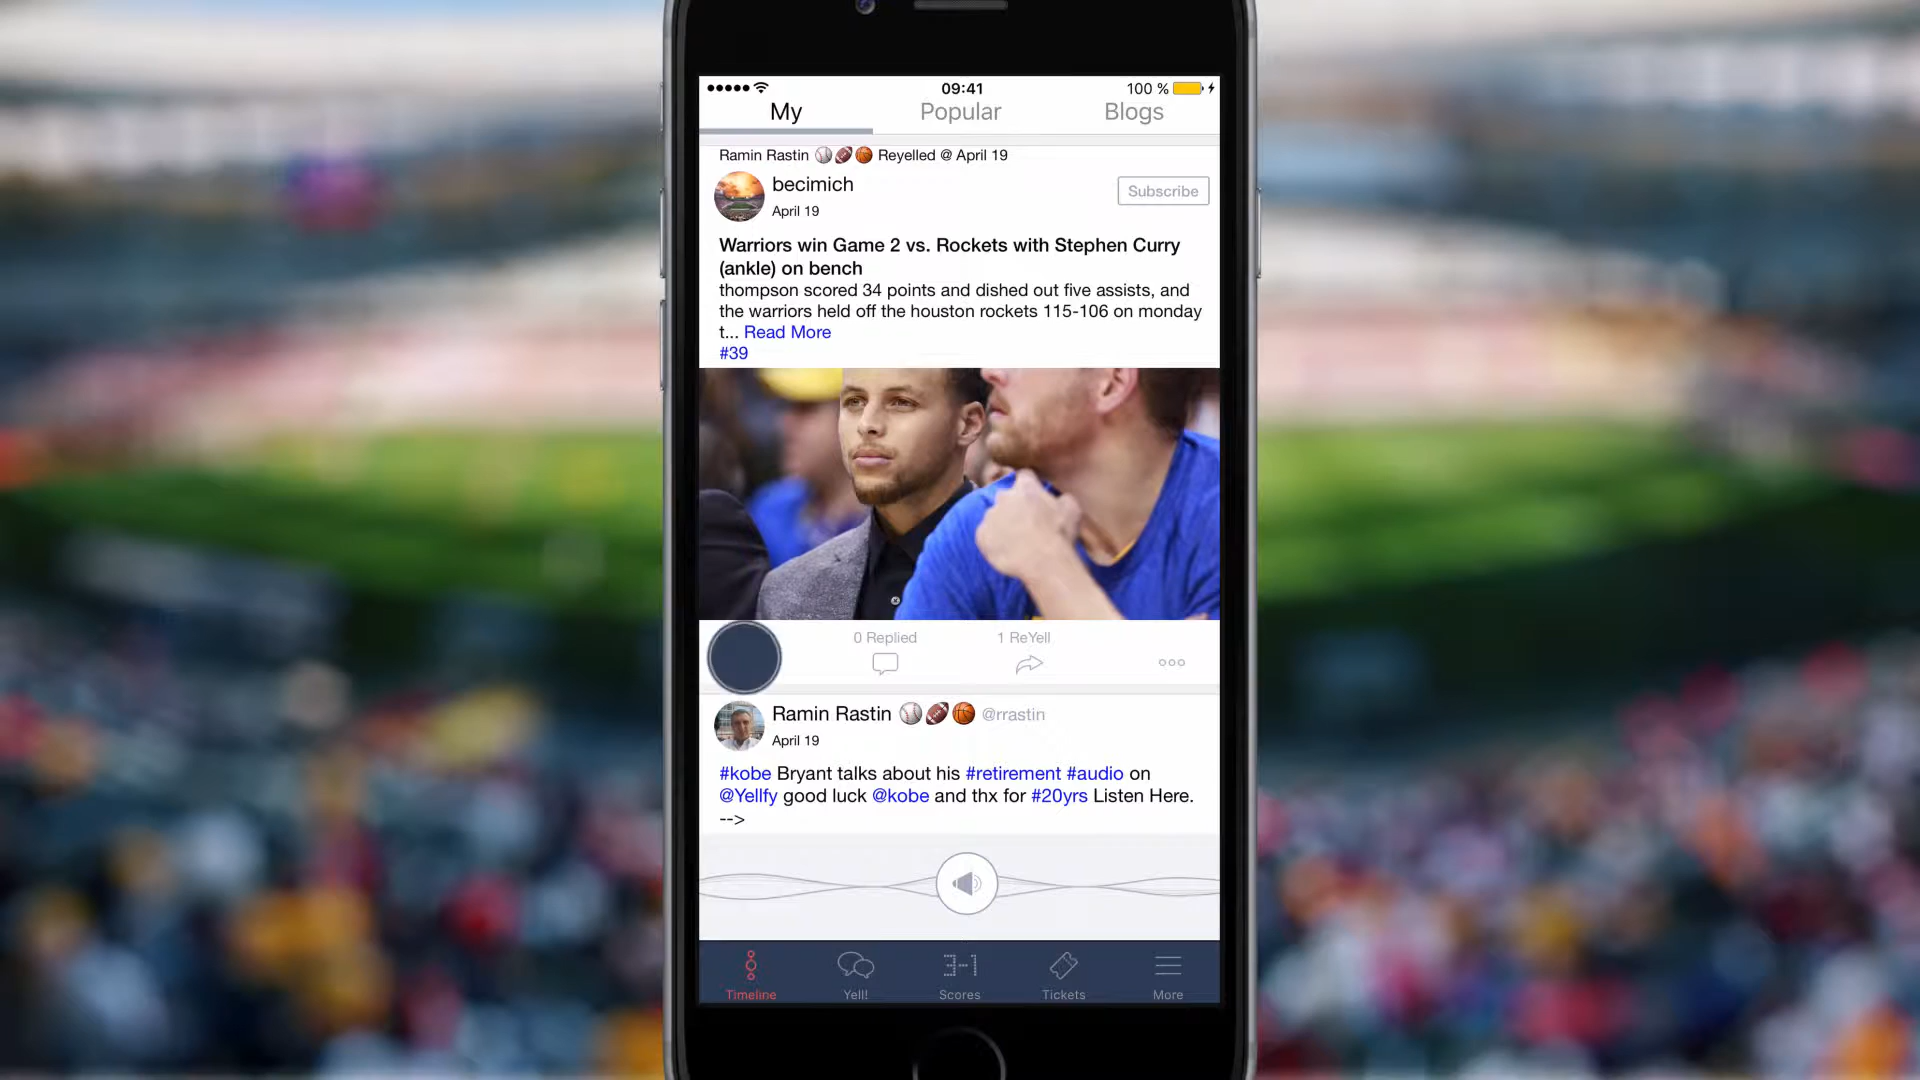 09:41
100 %
My Popular Blogs
Ramin Rastin ⚾🏈🏀 Reyelled @ April 19
becimich
Subscribe
April 19
Warriors win Game 2 vs. Rockets with Stephen Curry
(ankle) on bench
thompson scored 34 points and dished out five assists, and
the warriors held off the houston rockets 115-106 on monday
t... Read More
#39
0 Replied 1 ReYell
Ramin Rastin ⚾🏈🏀 @rrastin
April 19
#kobe Bryant talks about his #retirement #audio on
@Yellfy good luck @kobe and thx for #20yrs Listen Here.
-->
3-1
Timeline Yell! Scores Tickets More